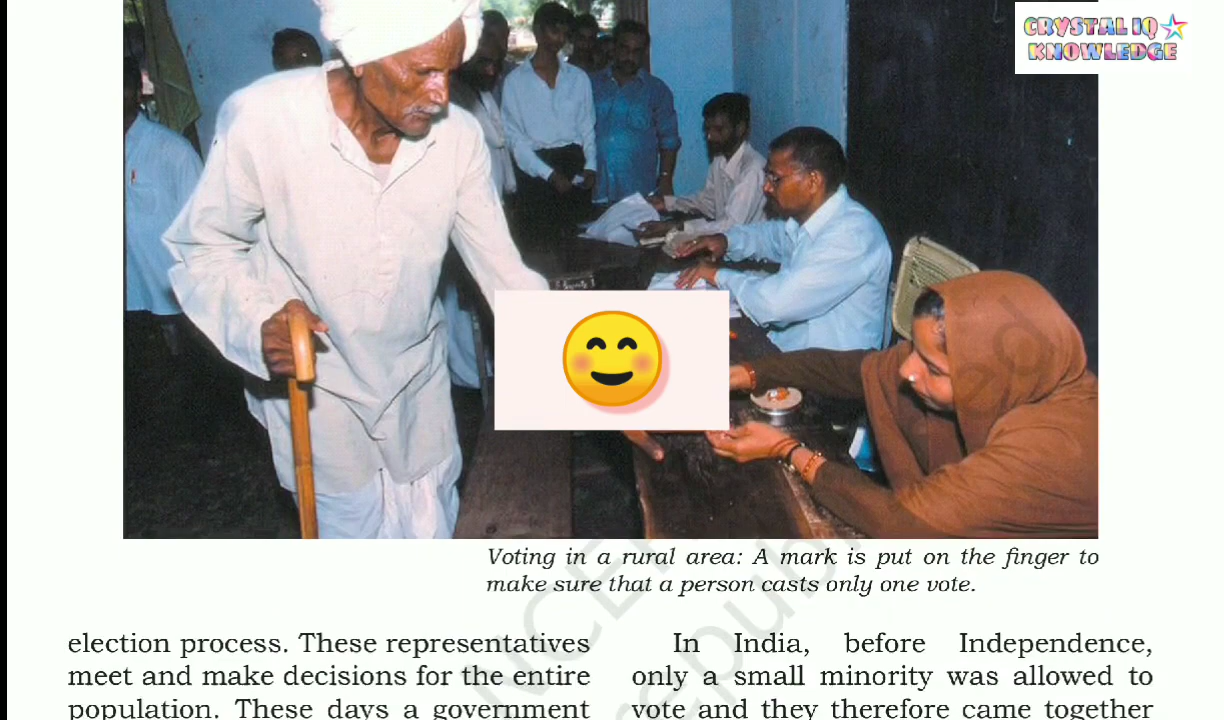 CRYSTAL IQ
KNOWLEDGE
Voting in a rural area: A mark is put on the finger to
make sure that a person casts only one vote.
election process. These representatives
meet and make decisions for the entire
population. These days a government
In India, before Independence,
only a small minority was allowed to
vote and they therefore came together